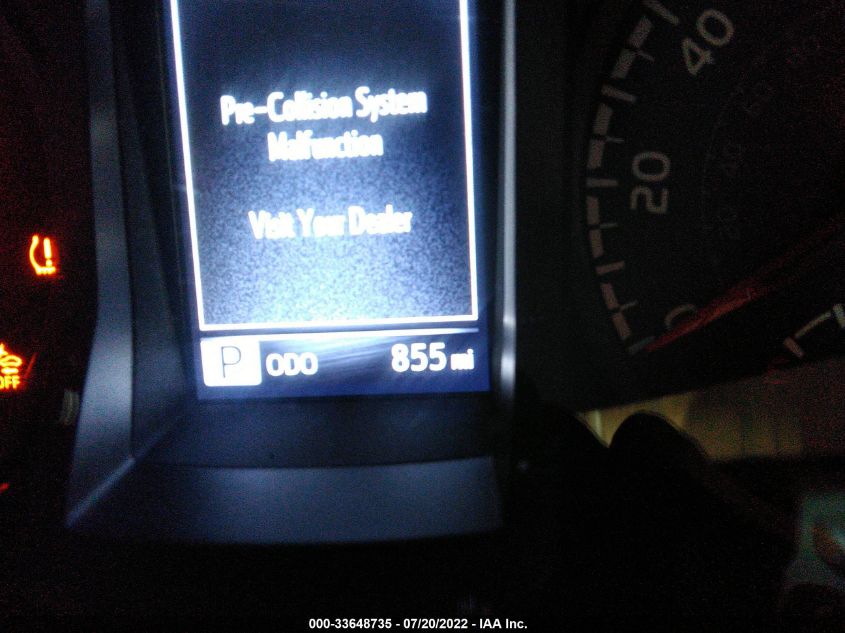 Pre-Collision System
Malfunction
Visit Your Dealer
P ODO 855 mi
OFF
40
20
0
000-33648735 - 07/20/2022 - IAA Inc.